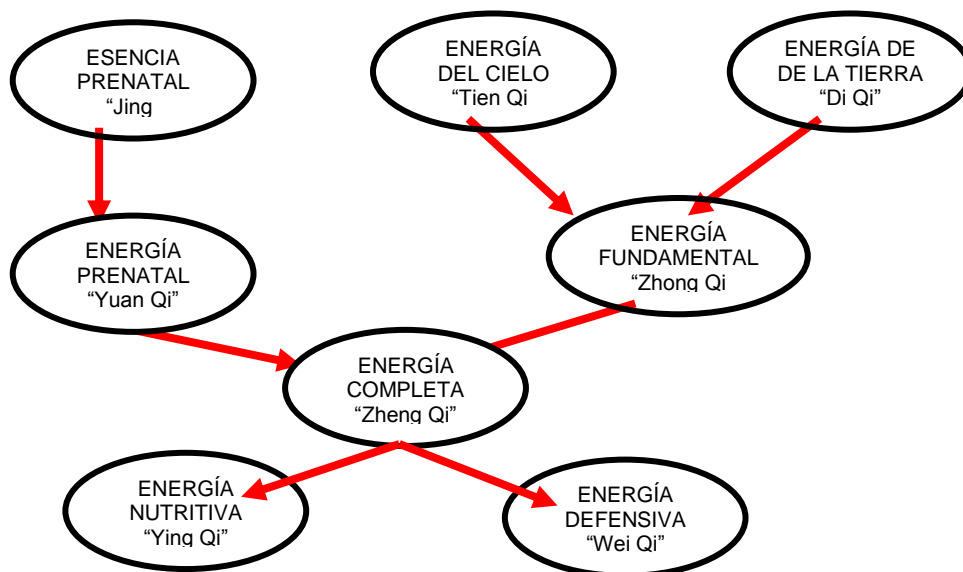 ESENCIA
PRENATAL
“Jing
ENERGÍA
DEL CIELO
“Tien Qi
ENERGÍA DE
DE LA TIERRA
“Di Qi”
ENERGÍA
PRENATAL
“Yuan Qi”
ENERGÍA
FUNDAMENTAL
“Zhong Qi
ENERGÍA
COMPLETA
“Zheng Qi”
ENERGÍA
NUTRITIVA
“Ying Qi”
ENERGÍA
DEFENSIVA
“Wei Qi”